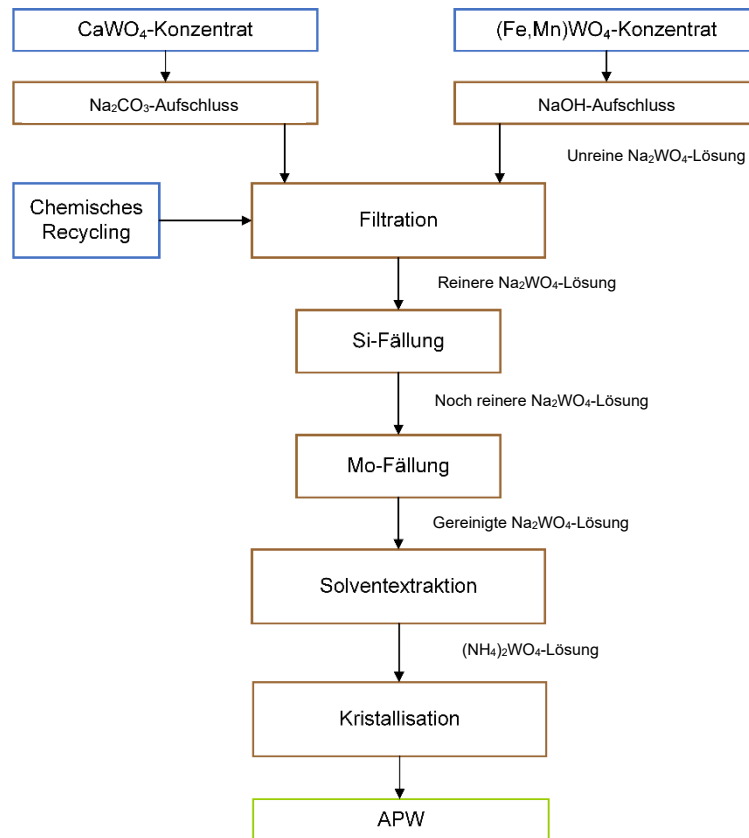 CaWO₄-Konzentrat
(Fe,Mn)WO₄-Konzentrat
Na₂CO₃-Aufschluss
NaOH-Aufschluss
Unreine Na₂WO₄-Lösung
Chemisches
Recycling
Filtration
Reinere Na₂WO₄-Lösung
Si-Fällung
Noch reinere Na₂WO₄-Lösung
Mo-Fällung
Gereinigte Na₂WO₄-Lösung
Solventextraktion
(NH₄)₂WO₄-Lösung
Kristallisation
APW